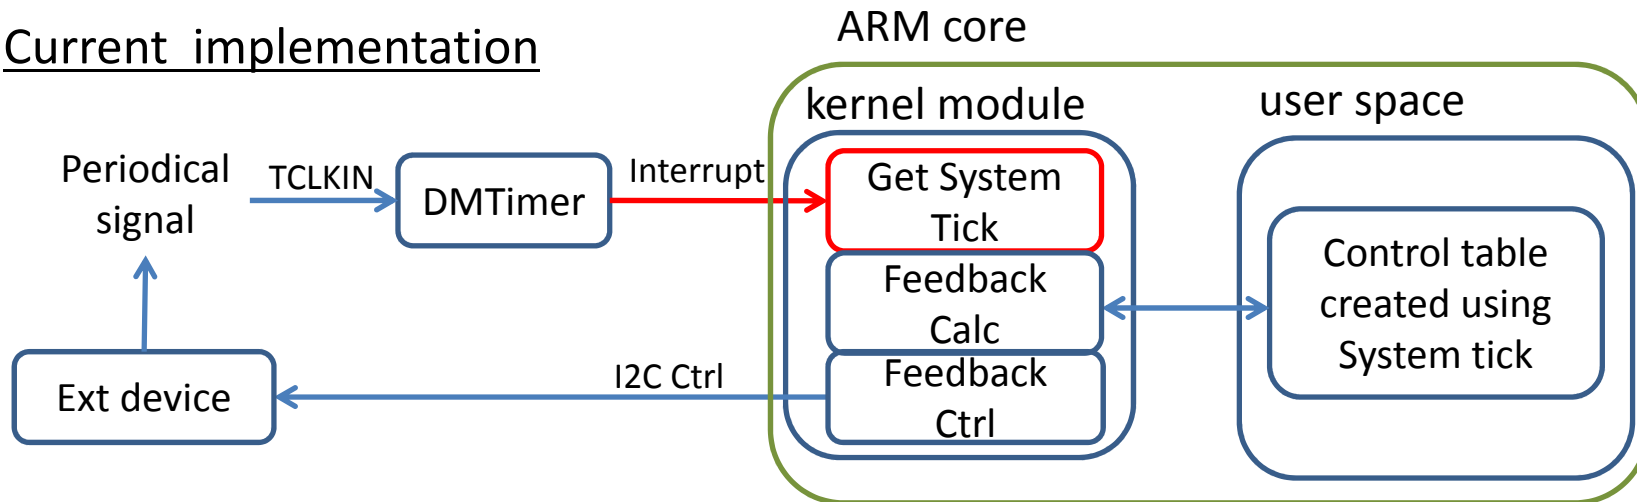 Current implementation
ARM core
kernel module
user space
Periodical
signal
TCLKIN
DMTimer
Interrupt
Get System
Tick
Feedback
Calc
Feedback
Ctrl
Control table
created using
System tick
Ext device
I2C Ctrl